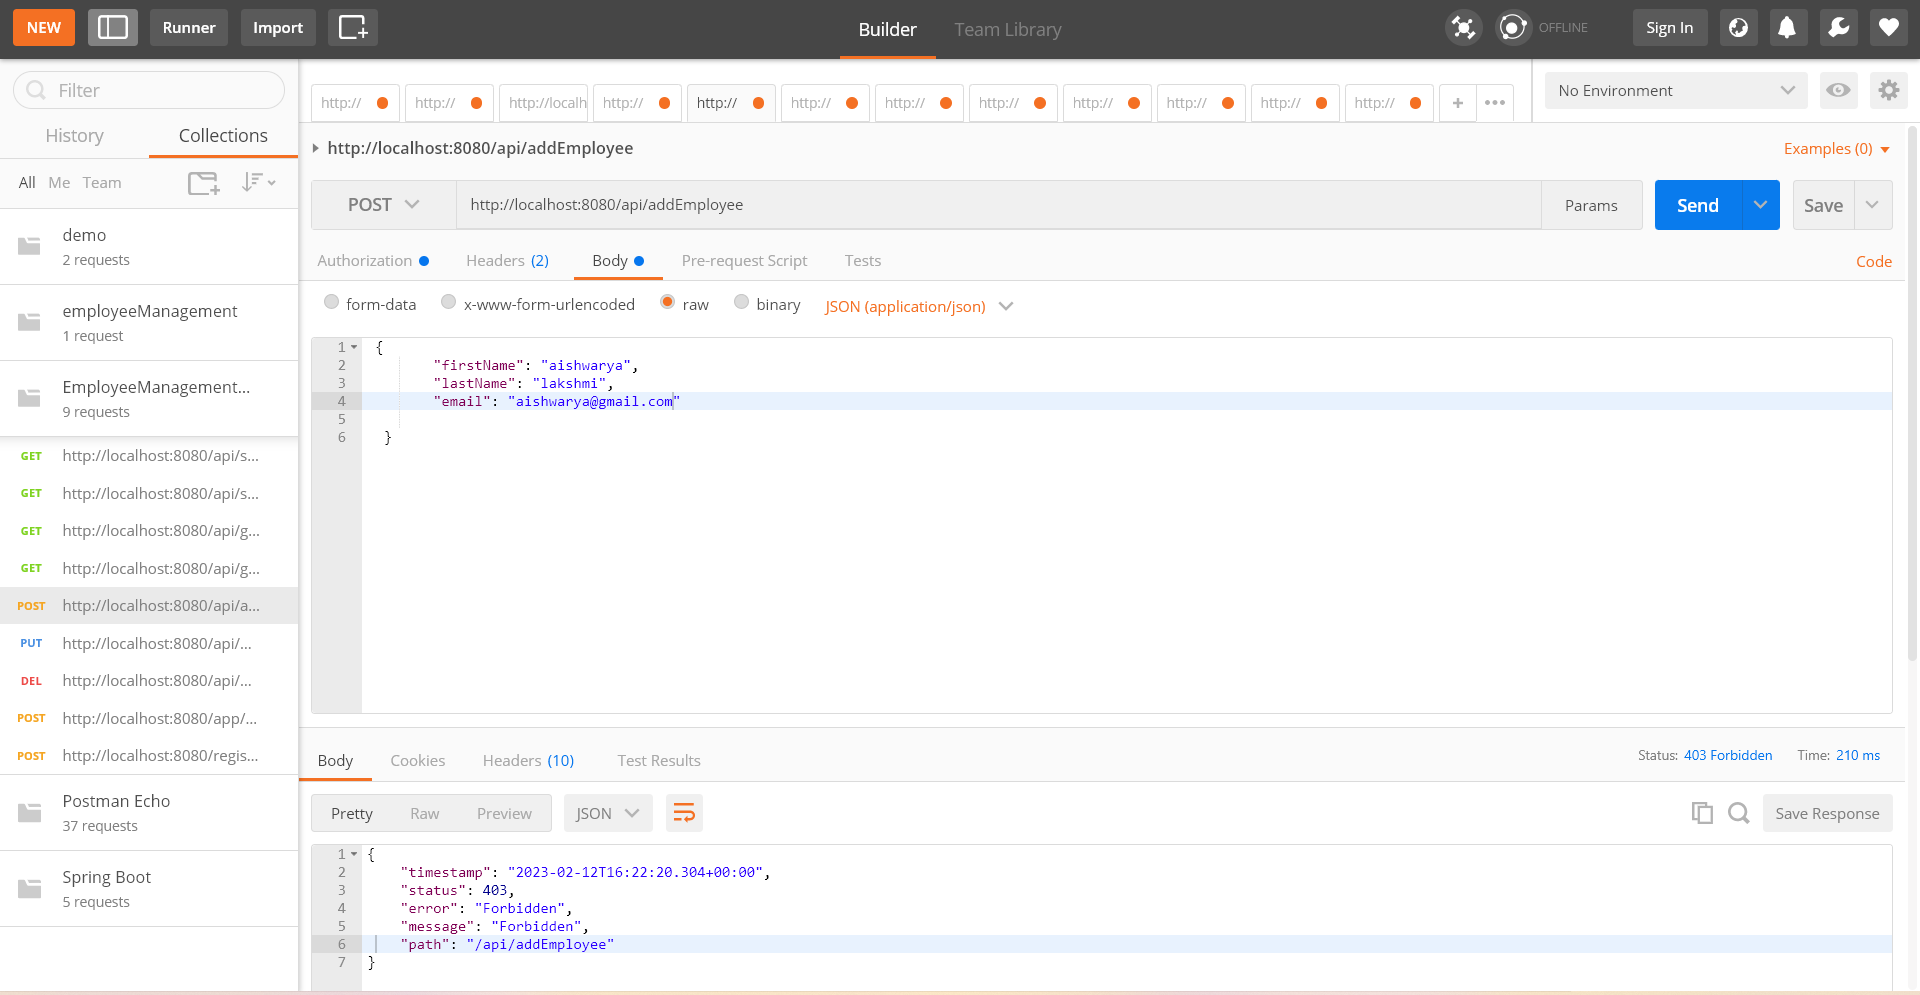 NEW Runner Import Builder Team Library OFFLINE Sign In
Filter
History Collections
All Me Team
demo
2 requests
employeeManagement
1 request
EmployeeManagement...
9 requests
GET http://localhost:8080/api/s...
GET http://localhost:8080/api/s...
GET http://localhost:8080/api/g...
GET http://localhost:8080/api/g...
POST http://localhost:8080/api/a...
PUT http://localhost:8080/api/...
DEL http://localhost:8080/api/...
POST http://localhost:8080/app/...
POST http://localhost:8080/regis...
Postman Echo
37 requests
Spring Boot
5 requests
http:// http:// http://localh http:// http:// http:// http:// http:// http:// http:// http:// http:// + ••• No Environment
http://localhost:8080/api/addEmployee Examples (0)
POST http://localhost:8080/api/addEmployee Params Send Save
Authorization Headers (2) Body Pre-request Script Tests Code
form-data x-www-form-urlencoded raw binary JSON (application/json)
1 {
2 "firstName": "aishwarya",
3 "lastName": "lakshmi",
4 "email": "aishwarya@gmail.com"
5
6 }
Body Cookies Headers (10) Test Results Status: 403 Forbidden Time: 210 ms
Pretty Raw Preview JSON Save Response
1 {
2 "timestamp": "2023-02-12T16:22:20.304+00:00",
3 "status": 403,
4 "error": "Forbidden",
5 "message": "Forbidden",
6 "path": "/api/addEmployee"
7 }